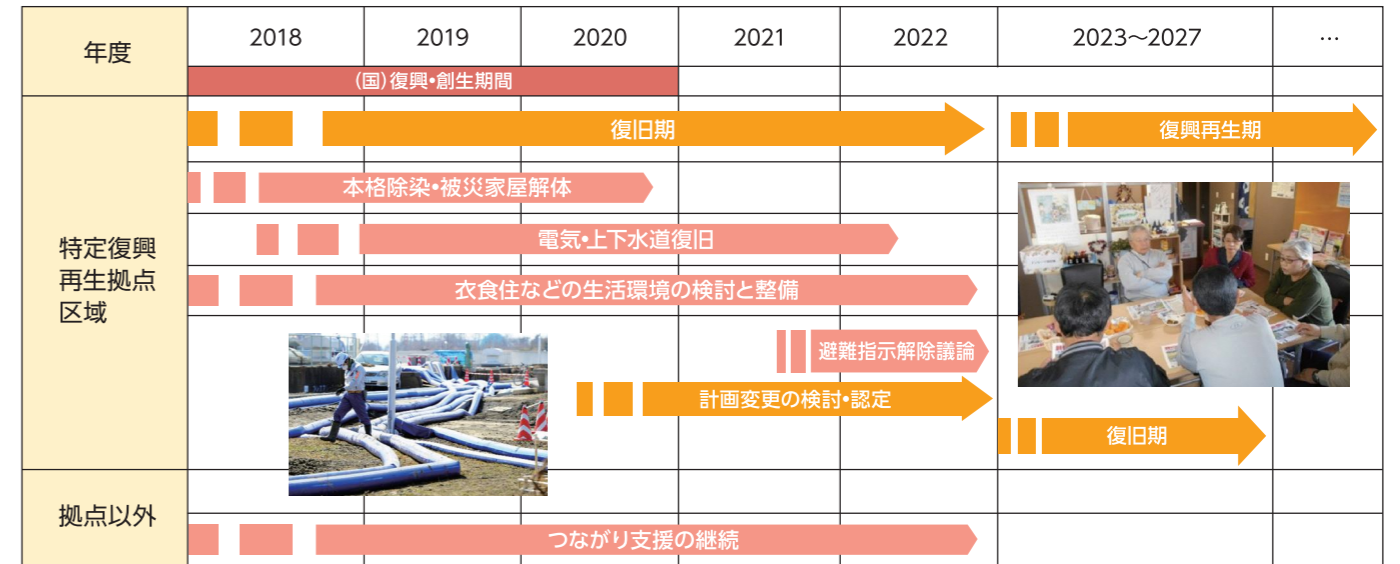 年度
2018
2019
2020
2021
2022
2023〜2027
…
(国)復興・創生期間
特定復興
再生拠点
区域
復旧期
復興再生期
本格除染・被災家屋解体
電気・上下水道復旧
衣食住などの生活環境の検討と整備
避難指示解除議論
計画変更の検討・認定
復旧期
拠点以外
つながり支援の継続